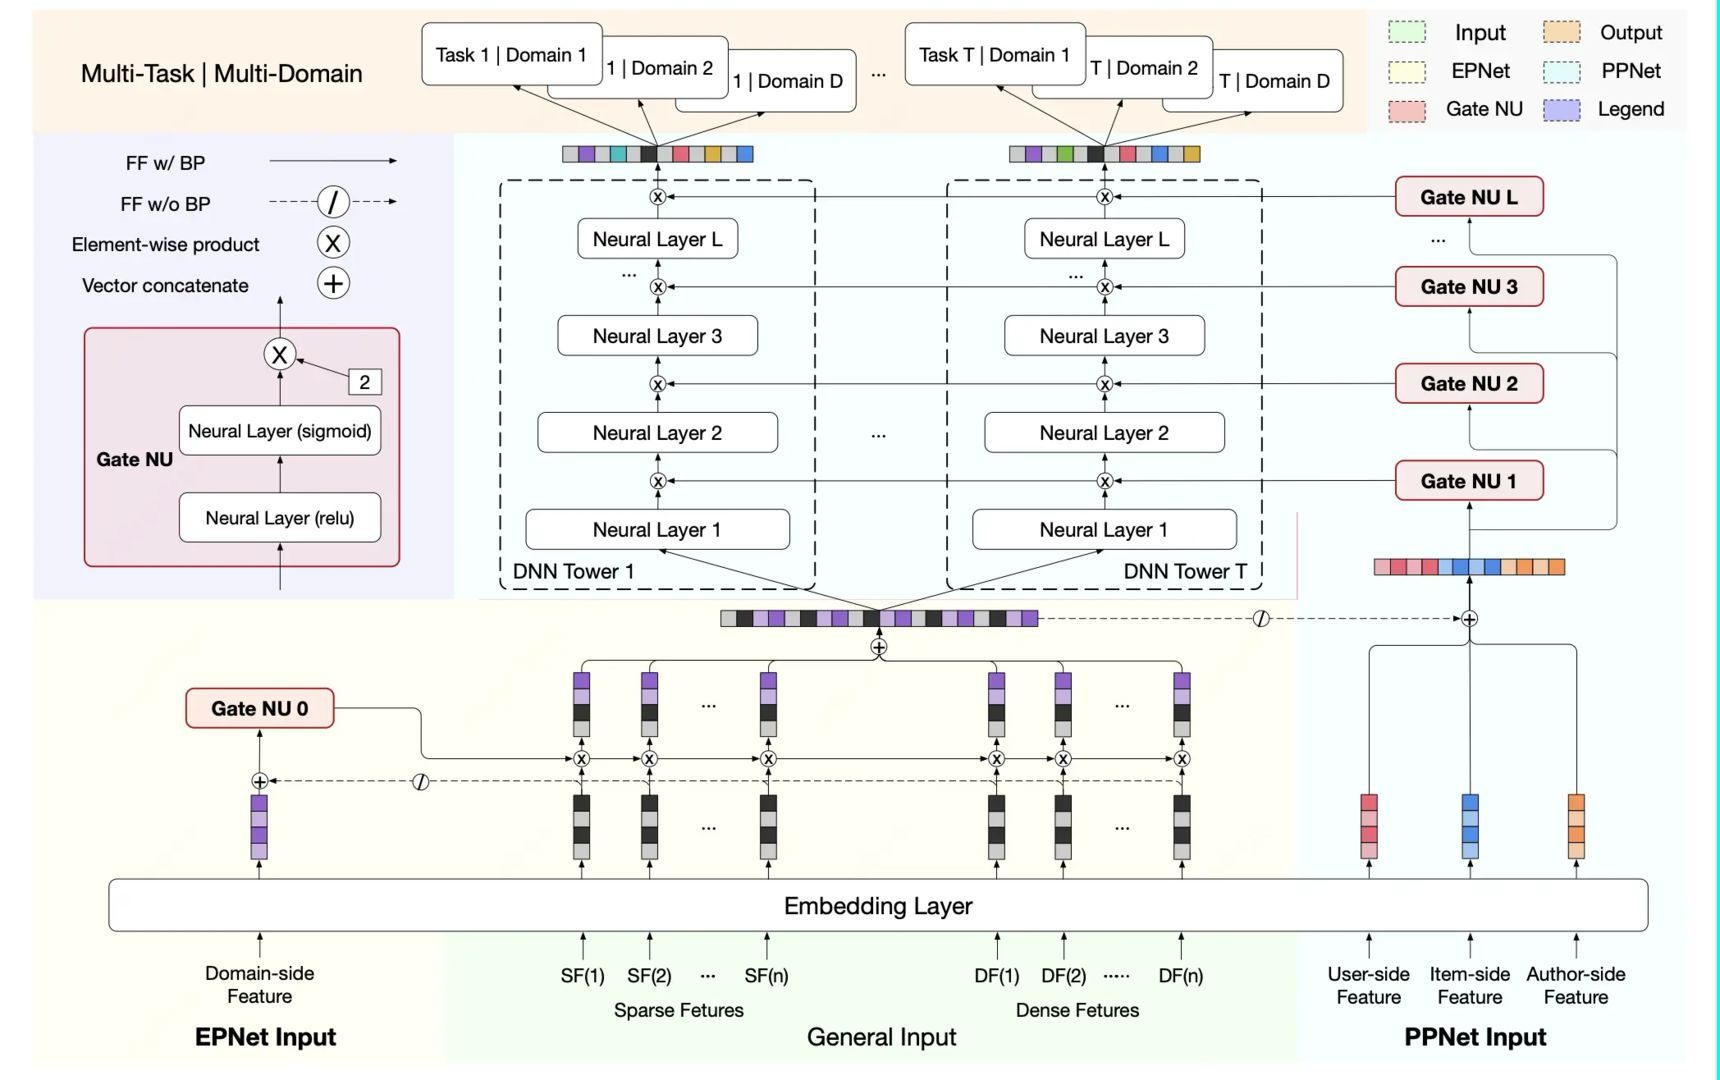 Multi-Task | Multi-Domain
Task 1 | Domain 1
1 | Domain 2
1 | Domain D
...
Task T | Domain 1
T | Domain 2
T | Domain D
Input
Output
EPNet
PPNet
Gate NU
Legend
FF w/ BP
FF w/o BP
/
Element-wise product
X
Vector concatenate
+
X
2
Neural Layer (sigmoid)
Gate NU
Neural Layer (relu)
x
Neural Layer L
...
x
Neural Layer 3
x
Neural Layer 2
x
Neural Layer 1
DNN Tower 1
...
x
Neural Layer L
...
x
Neural Layer 3
x
Neural Layer 2
x
Neural Layer 1
DNN Tower T
Gate NU L
...
Gate NU 3
Gate NU 2
Gate NU 1
/
+
+
Gate NU 0
...
...
x x x x x x
+
/
...
...
Embedding Layer
Domain-side
Feature
EPNet Input
SF(1) SF(2) ... SF(n)
Sparse Fetures
DF(1) DF(2) ..... DF(n)
Dense Fetures
General Input
User-side
Feature
Item-side
Feature
Author-side
Feature
PPNet Input